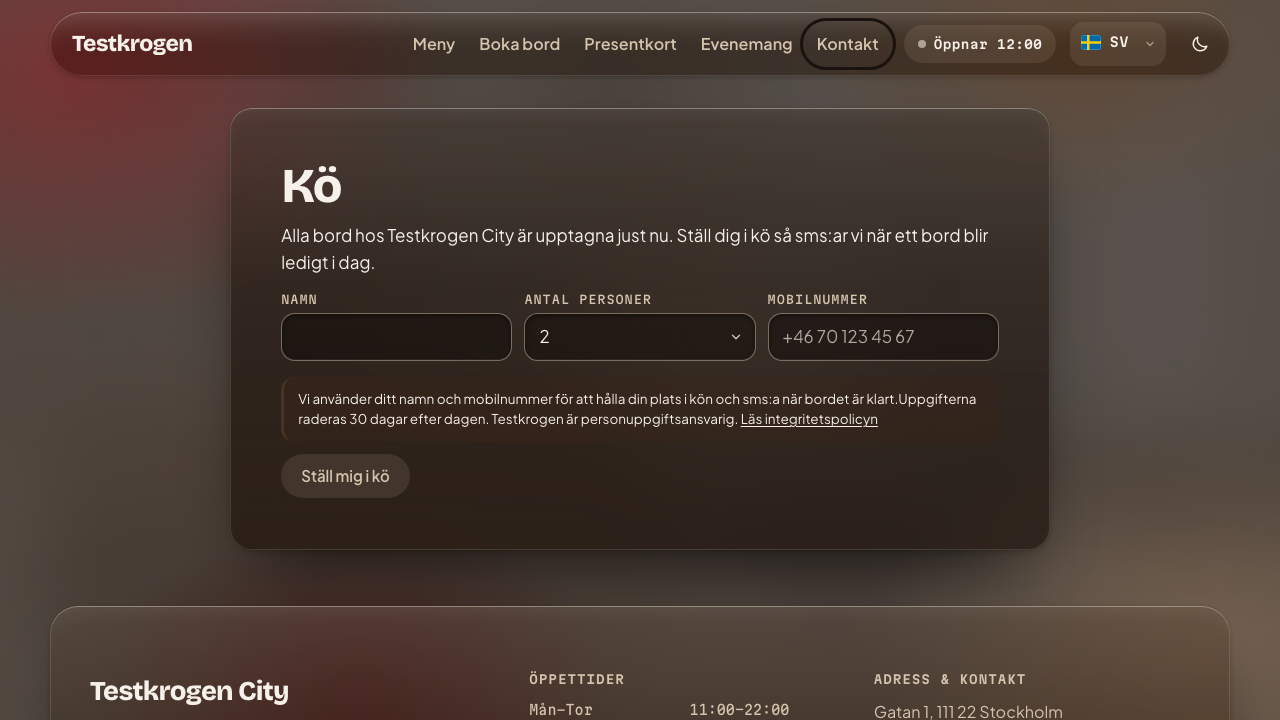 Testkrogen
Meny
Boka bord
Presentkort
Evenemang
Kontakt
Öppnar 12:00
SV
Kö
Alla bord hos Testkrogen City är upptagna just nu. Ställ dig i kö så sms:ar vi när ett bord blir
ledigt i dag.
NAMN
ANTAL PERSONER
MOBILNUMMER
2
+46 70 123 45 67
Vi använder ditt namn och mobilnummer för att hålla din plats i kön och sms:a när bordet är klart.Uppgifterna
raderas 30 dagar efter dagen. Testkrogen är personuppgiftsansvarig. Läs integritetspolicyn
Ställ mig i kö
Testkrogen City
ÖPPETTIDER
Mån–Tor 11:00–22:00
ADRESS & KONTAKT
Gatan 1, 111 22 Stockholm